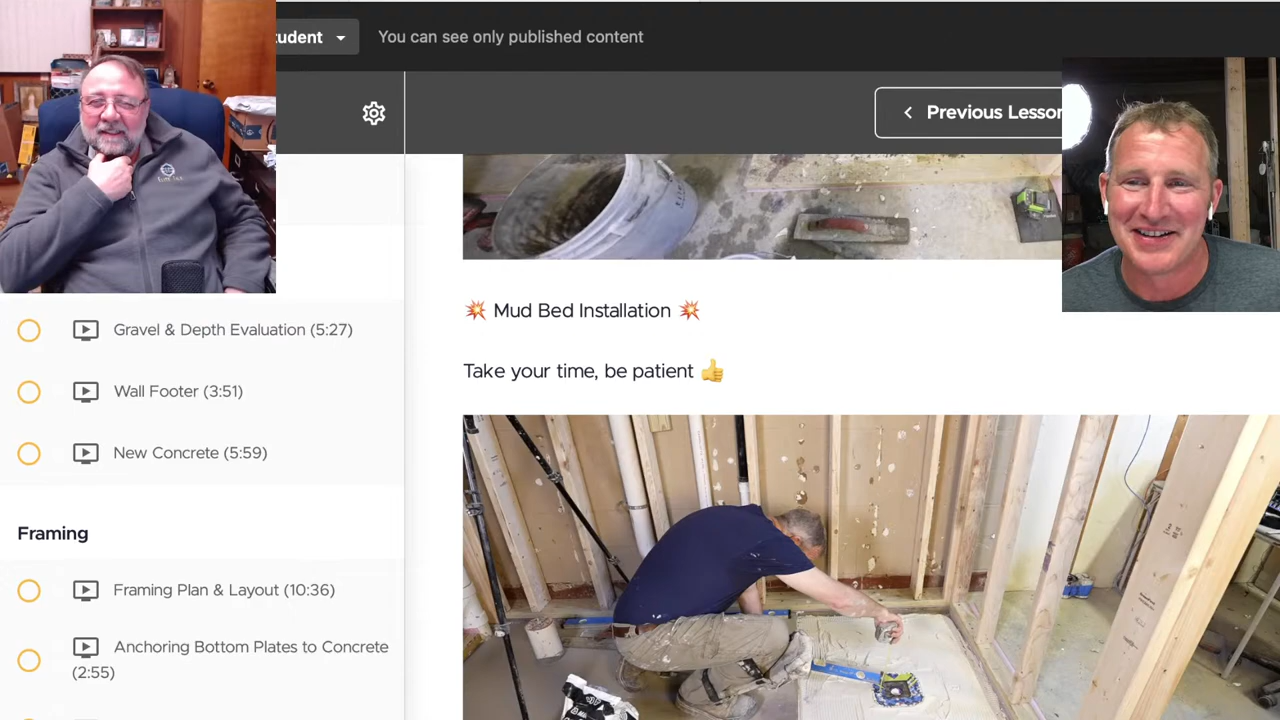 tudent
You can see only published content
Previous Lesson
💥 Mud Bed Installation 💥
Take your time, be patient 👍
Gravel & Depth Evaluation (5:27)
Wall Footer (3:51)
New Concrete (5:59)
Framing
Framing Plan & Layout (10:36)
Anchoring Bottom Plates to Concrete
(2:55)